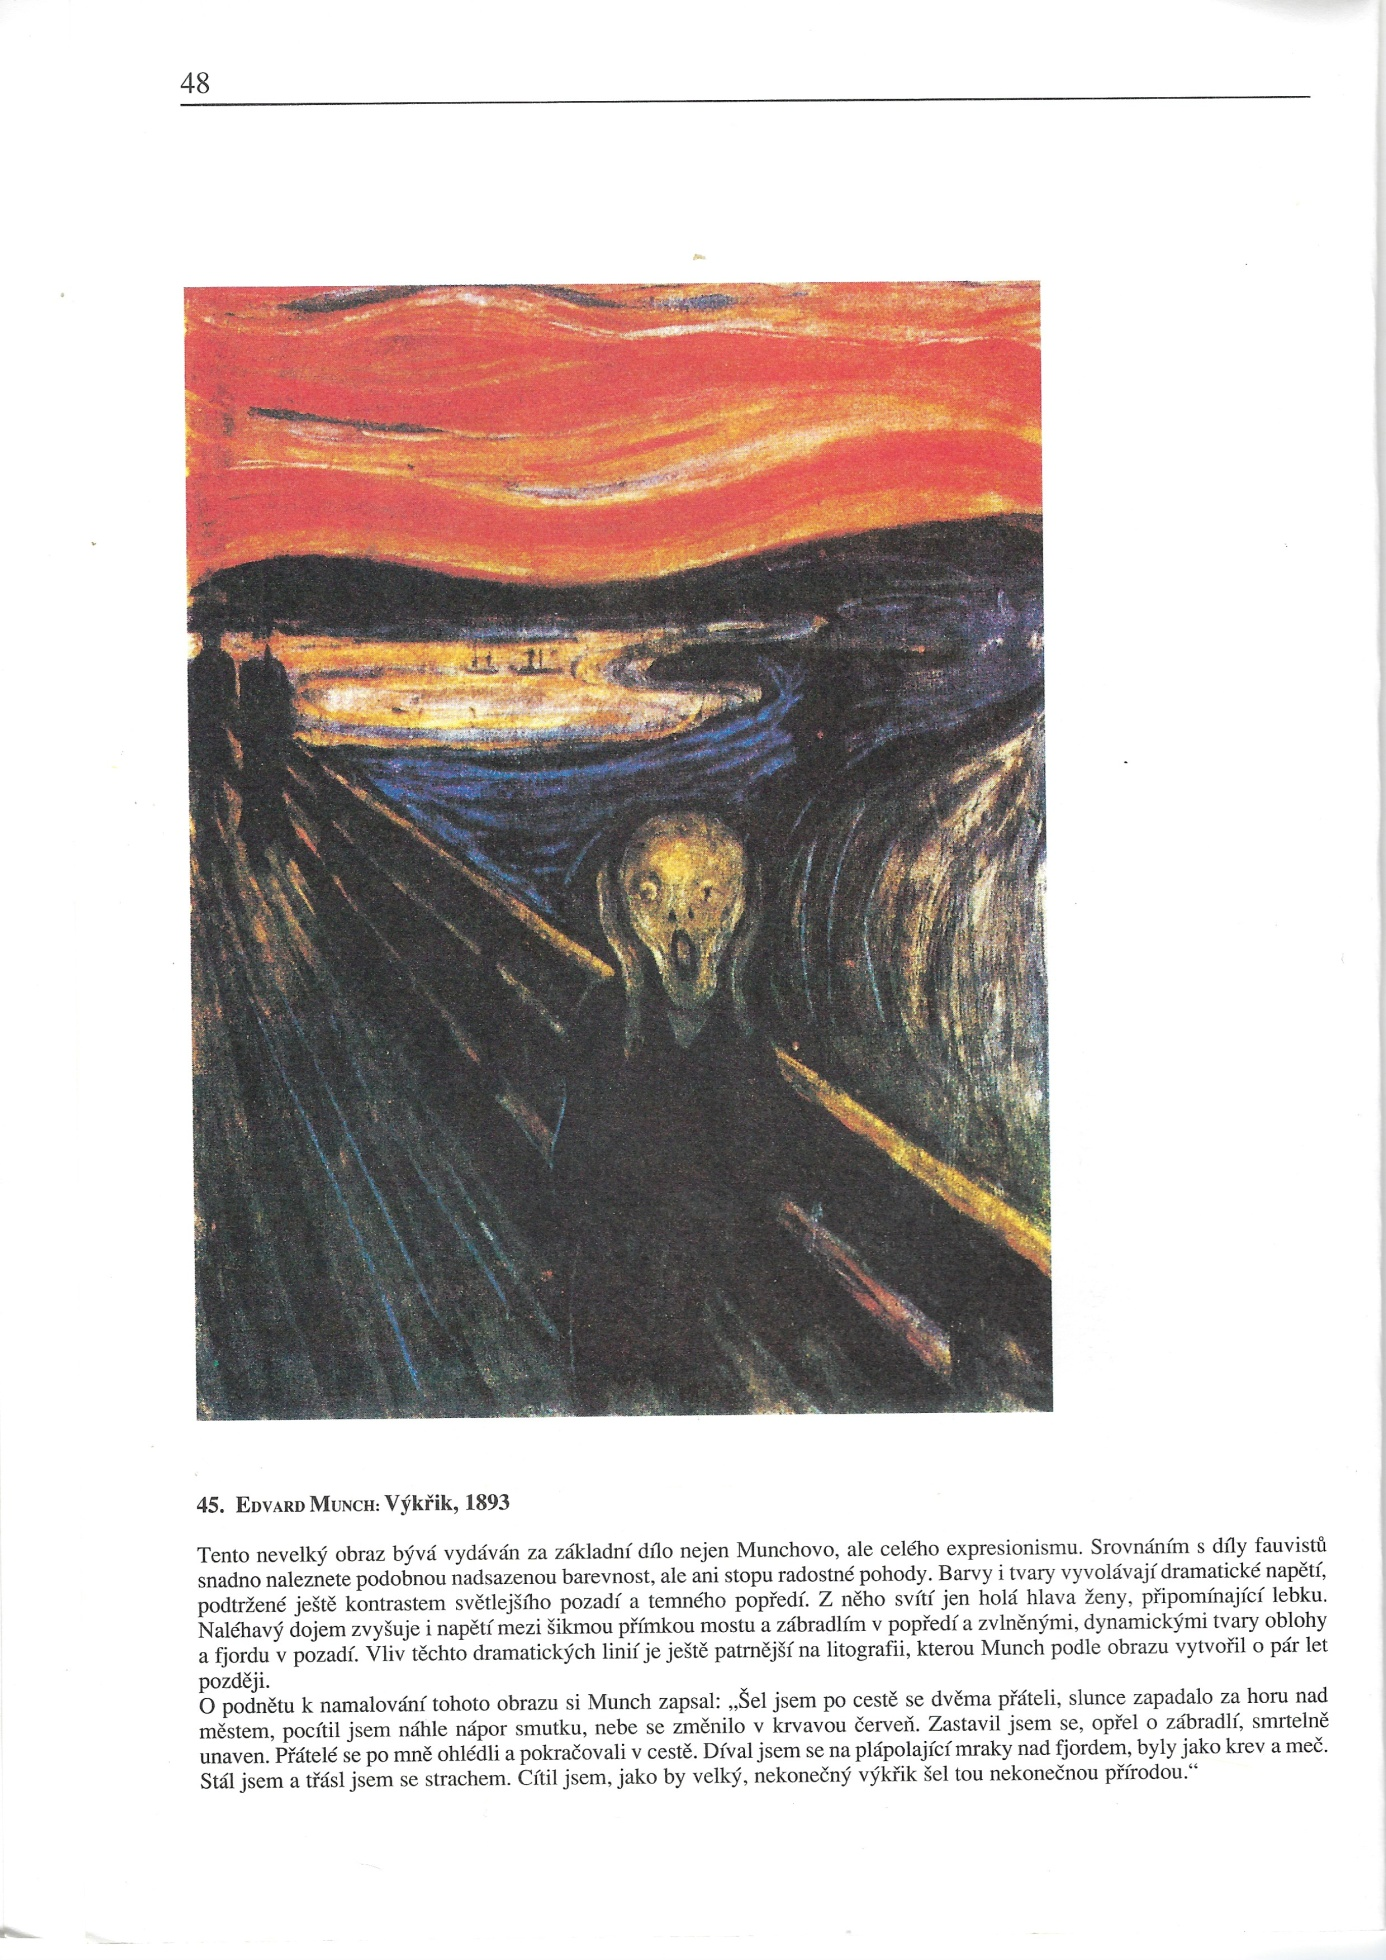 48
45. EDVARD MUNCH: Výkřik, 1893
Tento nevelký obraz bývá vydáván za základní dílo nejen Munchovo, ale celého expresionismu. Srovnáním s díly fauvistů
snadno naleznete podobnou nadsazenou barevnost, ale ani stopu radostné pohody. Barvy i tvary vyvolávají dramatické napětí,
podtržené ještě kontrastem světlejšího pozadí a temného popředí. Z něho svítí jen holá hlava ženy, připomínající lebku.
Naléhavý dojem zvyšuje i napětí mezi šikmou přímkou mostu a zábradlím v popředí a zvlněnými, dynamickými tvary oblohy
a fjordu v pozadí. Vliv těchto dramatických linií je ještě patrnější na litografii, kterou Munch podle obrazu vytvořil o pár let
později.
O podnětu k namalování tohoto obrazu si Munch zapsal: „Šel jsem po cestě se dvěma přáteli, slunce zapadalo za horu nad
městem, pocítil jsem náhle nápor smutku, nebe se změnilo v krvavou červeň. Zastavil jsem se, opřel o zábradlí, smrtelně
unaven. Přátelé se po mně ohlédli a pokračovali v cestě. Díval jsem se na plápolající mraky nad fjordem, byly jako krev a meč.
Stál jsem a třásl jsem se strachem. Cítil jsem, jako by velký, nekonečný výkřik šel tou nekonečnou přírodou.“